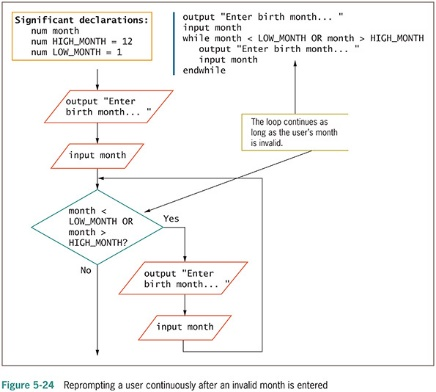 Significant declarations:
num month
num HIGH_MONTH = 12
num LOW_MONTH = 1
output "Enter birth month... "
input month
while month < LOW_MONTH OR month > HIGH_MONTH
output "Enter birth month... "
input month
endwhile
output "Enter
birth month... "
The loop continues as
long as the user's month
is invalid.
input month
month <
LOW_MONTH OR
month >
HIGH_MONTH?
Yes
No
output "Enter
birth month... "
input month
Figure 5-24 Reprompting a user continuously after an invalid month is entered